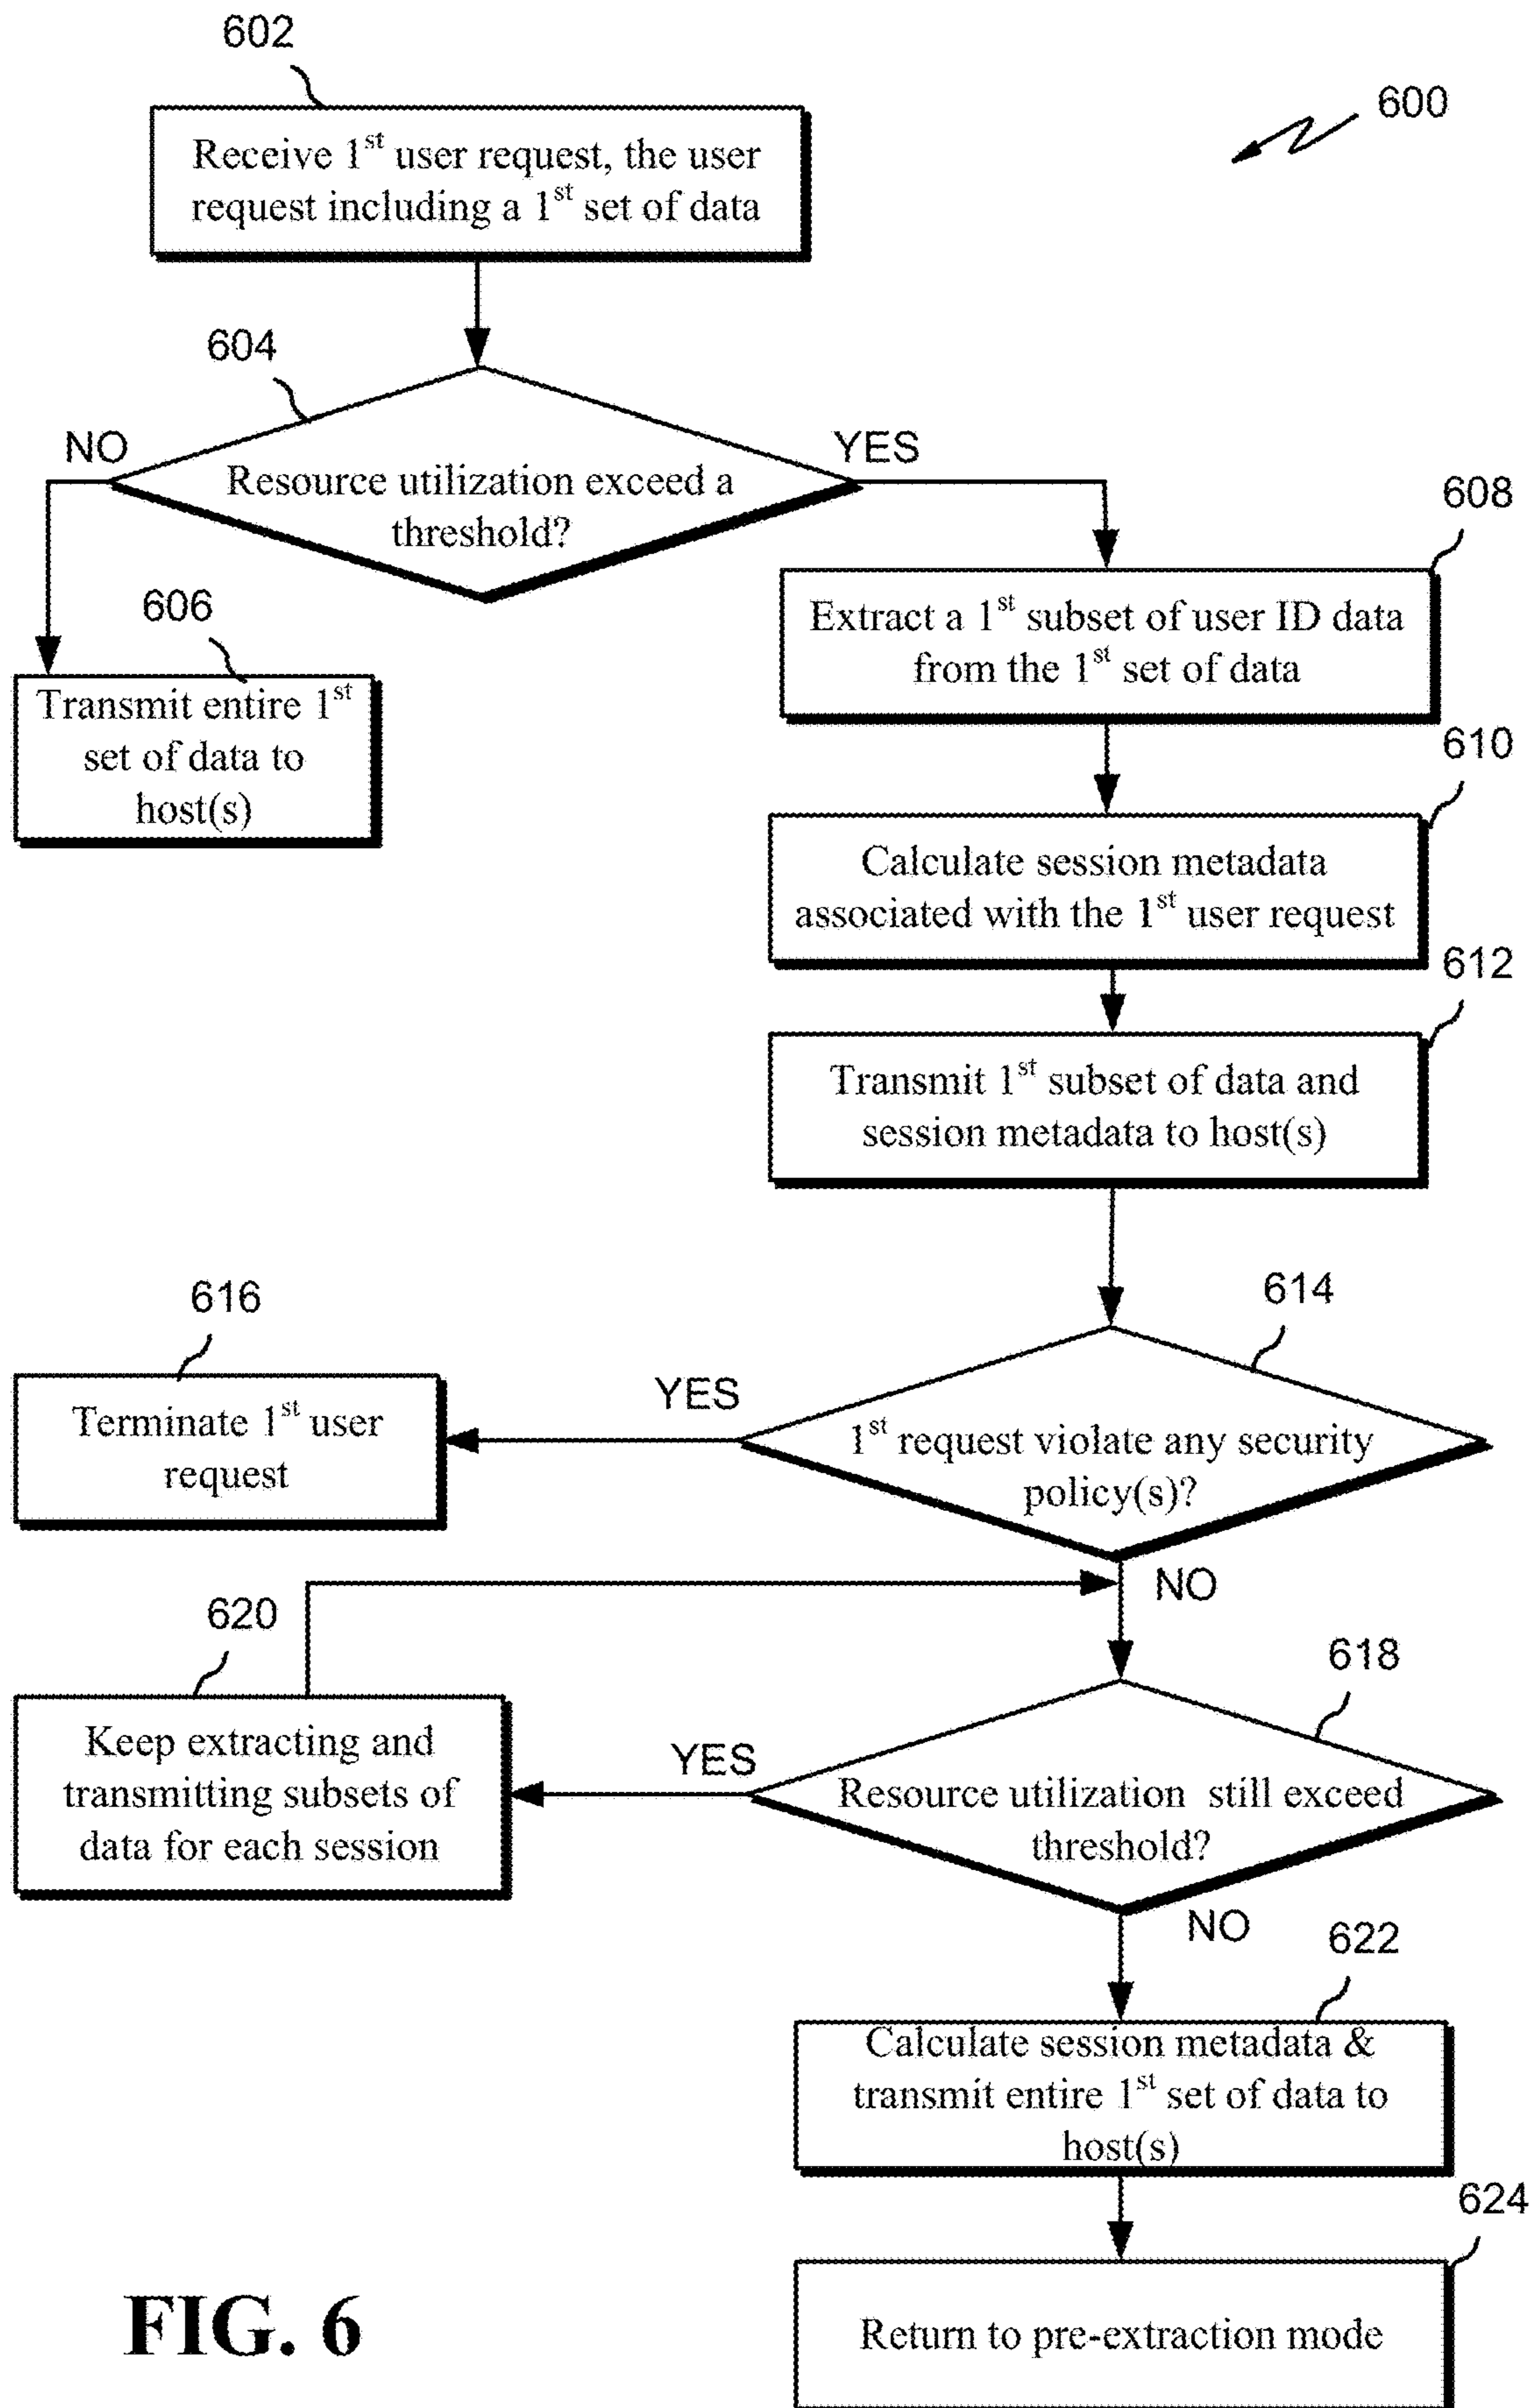 602
600
Receive 1st user request, the user
request including a 1st set of data
604
NO
YES
Resource utilization exceed a
threshold?
608
606
Extract a 1st subset of user ID data
from the 1st set of data
Transmit entire 1st
set of data to
host(s)
610
Calculate session metadata
associated with the 1st user request
612
Transmit 1st subset of data and
session metadata to host(s)
614
616
YES
1st request violate any security
policy(s)?
Terminate 1st user
request
NO
620
618
Keep extracting and
transmitting subsets of
data for each session
YES
Resource utilization still exceed
threshold?
NO
622
Calculate session metadata &
transmit entire 1st set of data to
host(s)
624
Return to pre-extraction mode
FIG. 6